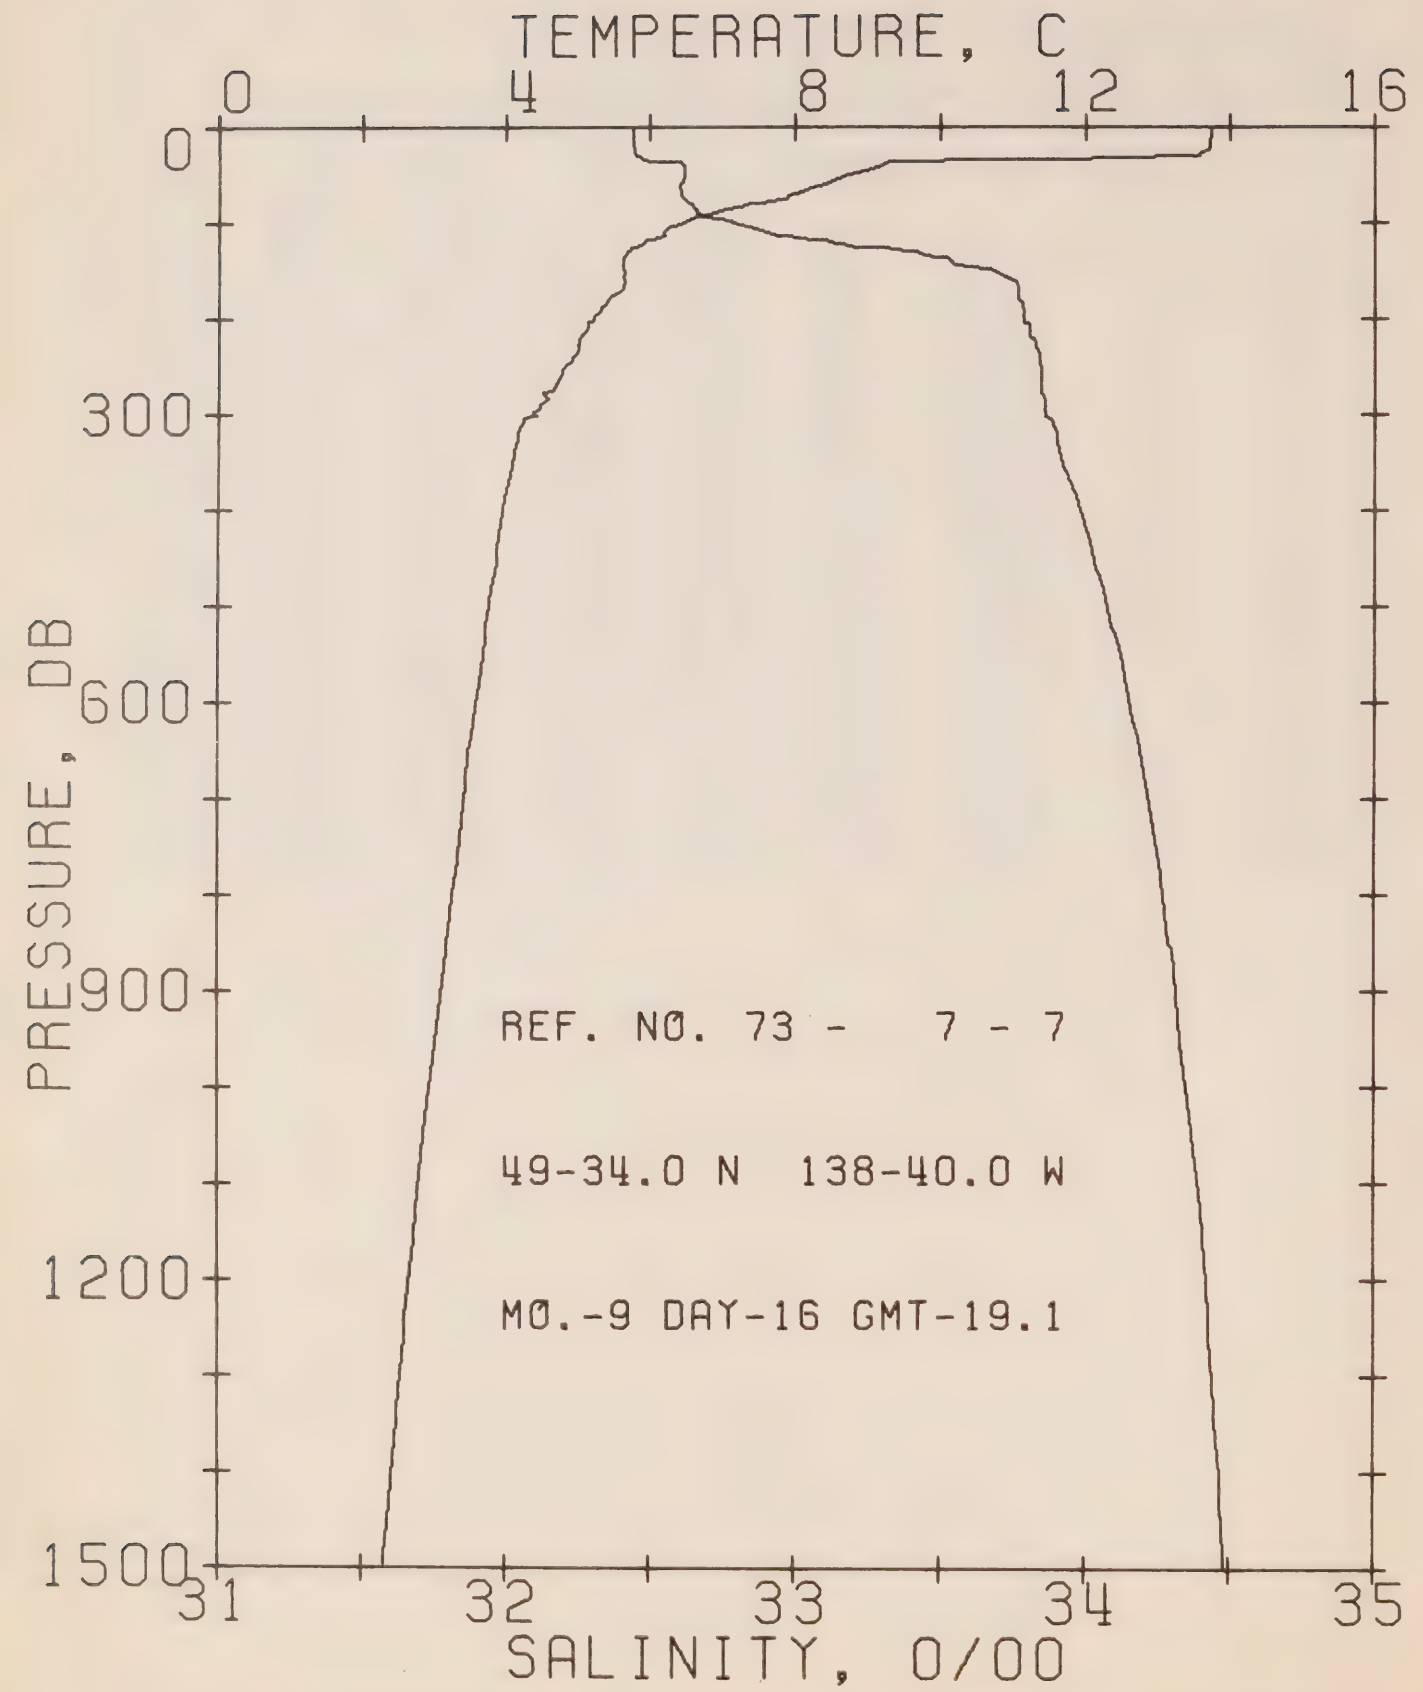 TEMPERATURE, C
0 4 8 12 16
0
300
600
900
1200
1500
PRESSURE, DB
REF. NØ. 73 - 7 - 7
49-34.0 N 138-40.0 W
MØ.-9 DAY-16 GMT-19.1
31 32 33 34 35
SALINITY, 0/00